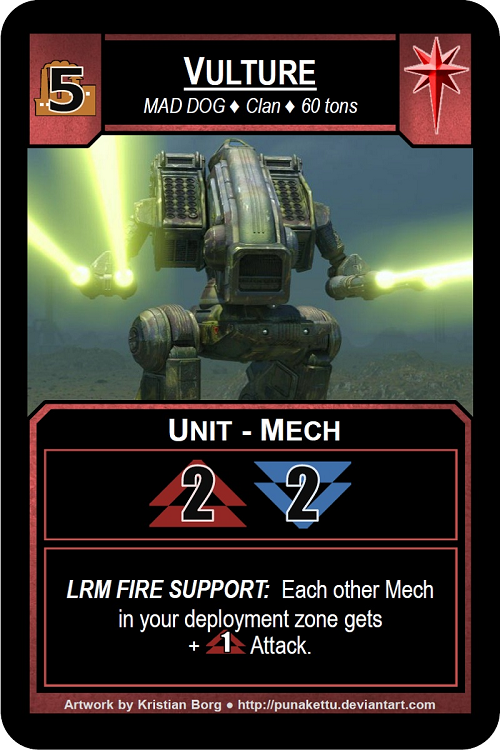 5
VULTURE
MAD DOG ♦ Clan ♦ 60 tons
UNIT - MECH
2 2
LRM FIRE SUPPORT: Each other Mech
in your deployment zone gets
+ 1 Attack.
Artwork by Kristian Borg ● http://punakettu.deviantart.com